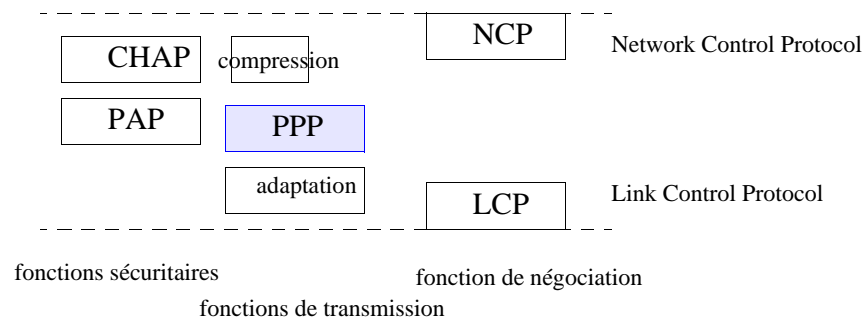 NCP
Network Control Protocol
CHAP
compression
PAP
PPP
adaptation
LCP
Link Control Protocol
fonctions sécuritaires
fonction de négociation
fonctions de transmission